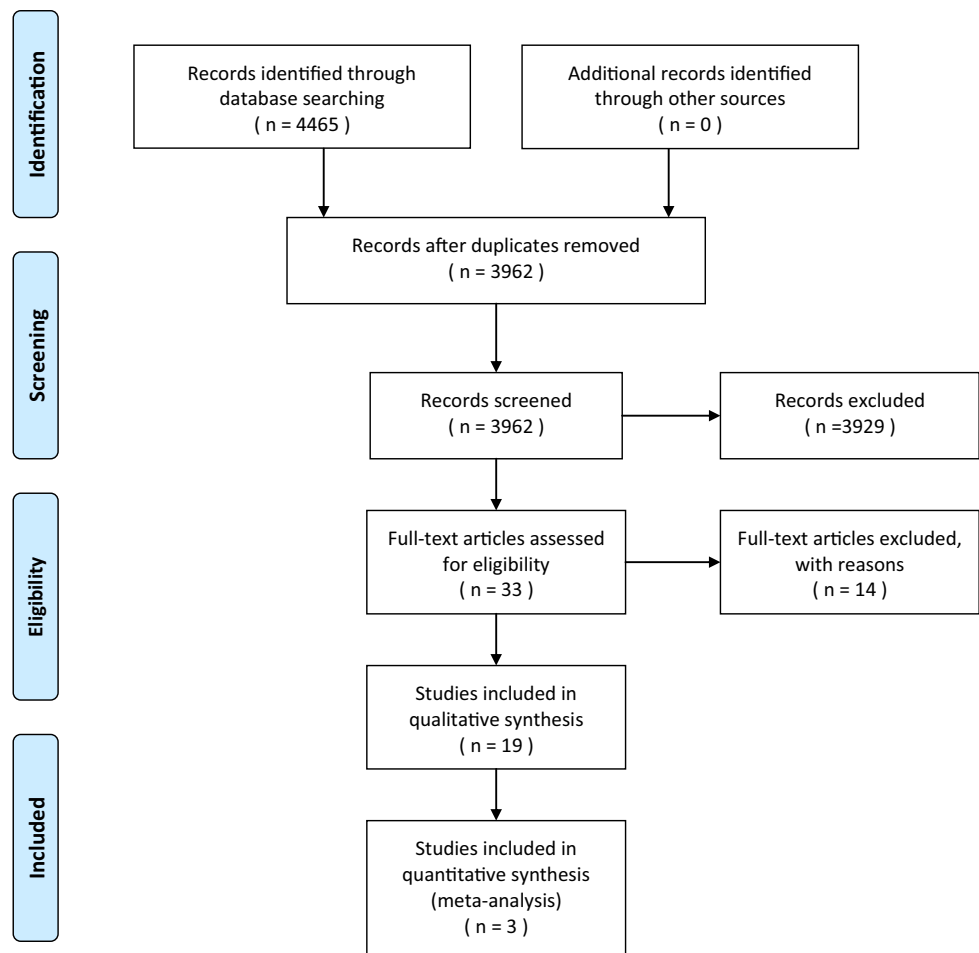 Identification
Records identified through
database searching
( n = 4465 )
Additional records identified
through other sources
( n = 0 )
Records after duplicates removed
( n = 3962 )
Screening
Records screened
( n = 3962 )
Records excluded
( n =3929 )
Eligibility
Full-text articles assessed
for eligibility
( n = 33 )
Full-text articles excluded,
with reasons
( n = 14 )
Studies included in
qualitative synthesis
( n = 19 )
Included
Studies included in
quantitative synthesis
(meta-analysis)
( n = 3 )